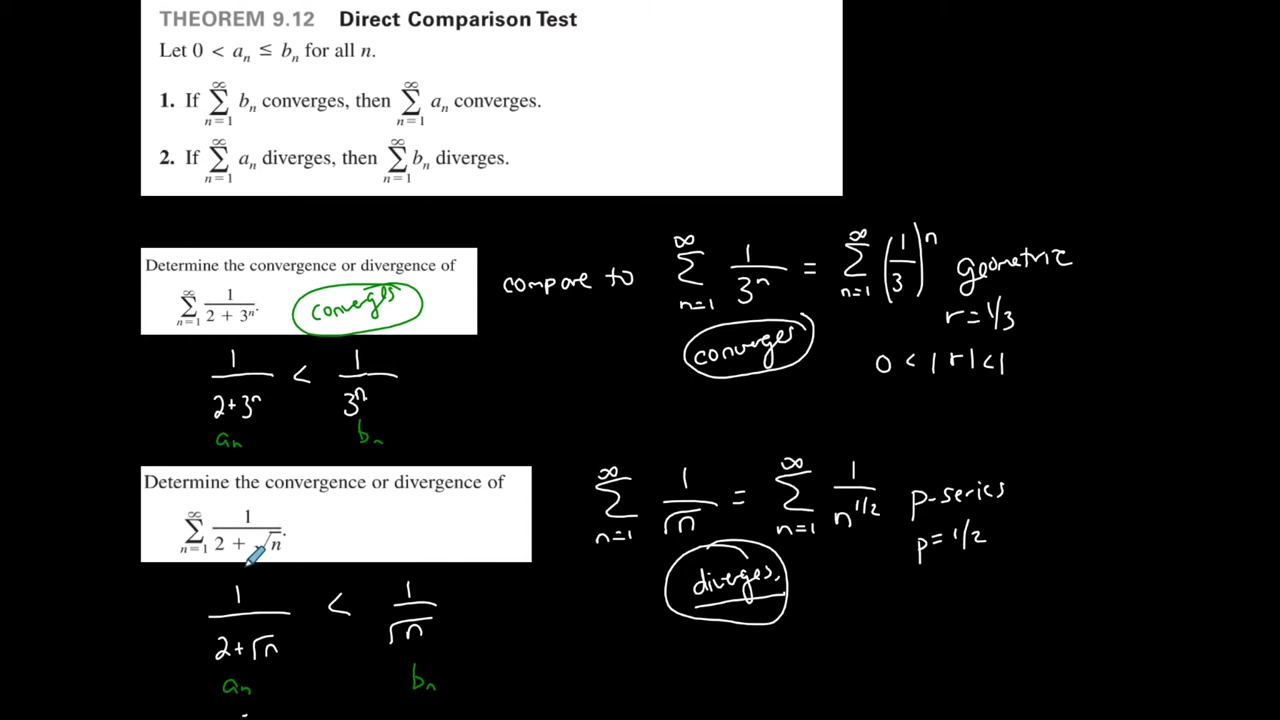 THEOREM 9.12 Direct Comparison Test
Let 0 < aₙ ≤ bₙ for all n.
1. If ∑_{n=1}^{∞} bₙ converges, then ∑_{n=1}^{∞} aₙ converges.
2. If ∑_{n=1}^{∞} aₙ diverges, then ∑_{n=1}^{∞} bₙ diverges.
Determine the convergence or divergence of
∑_{n=1}^{∞} 1/(2 + 3ⁿ). converges
compare to ∑_{n=1}^{∞} 1/3ⁿ = ∑_{n=1}^{∞} (1/3)ⁿ geometric
r = 1/3
converges
0 < |r| < 1
1/(2+3ⁿ) < 1/3ⁿ
aₙ bₙ
Determine the convergence or divergence of
∑_{n=1}^{∞} 1/(2 + √n).
∑_{n=1}^{∞} 1/√n = ∑_{n=1}^{∞} 1/n^{1/2} p-series
p = 1/2
diverges.
1/(2+√n) < 1/√n
aₙ bₙ